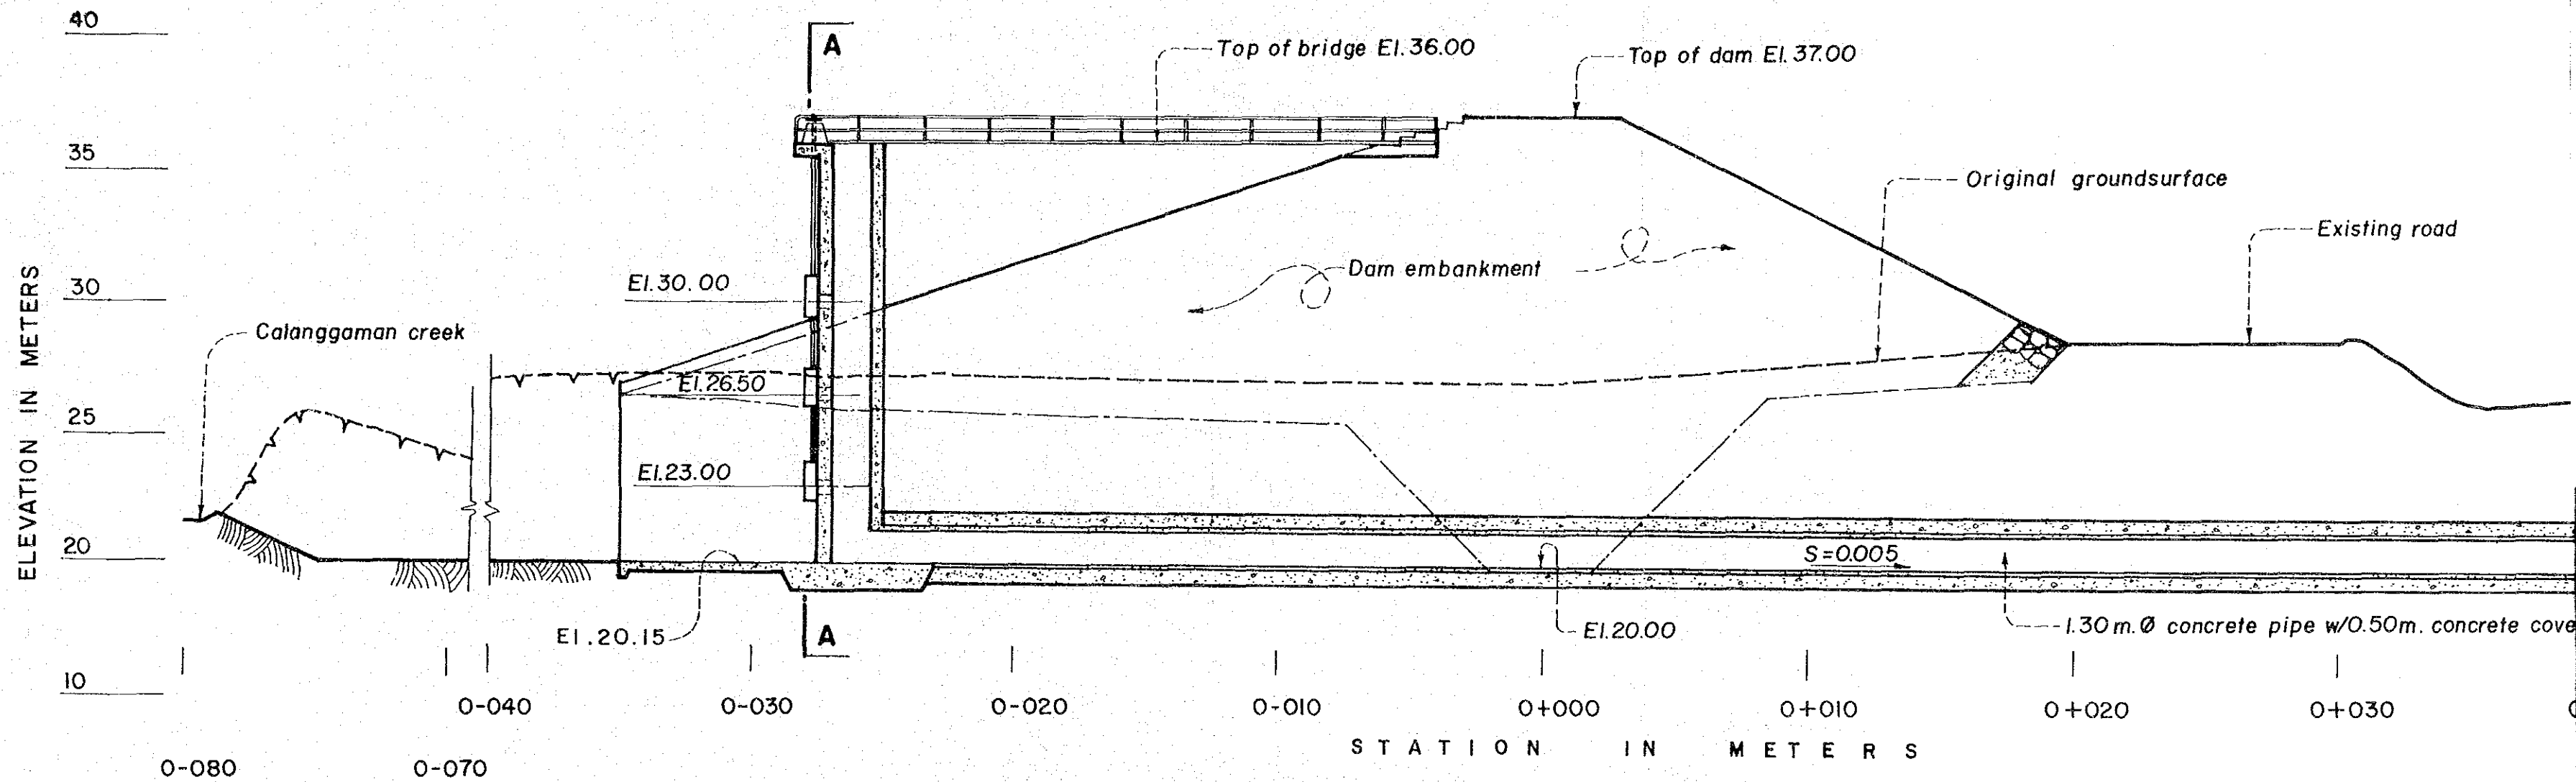 40
A
Top of bridge El. 36.00
Top of dam El. 37.00
35
Original groundsurface
Existing road
Dam embankment
El. 30.00
30
Calanggaman creek
El. 26.50
25
El. 23.00
20
S=0.005
El. 20.15
A
El. 20.00
1.30 m. Ø concrete pipe w/0.50m. concrete cove
10
ELEVATION IN METERS
0-040
0-030
0-020
0-010
0+000
0+010
0+020
0+030
STATION IN METERS
0-080
0-070